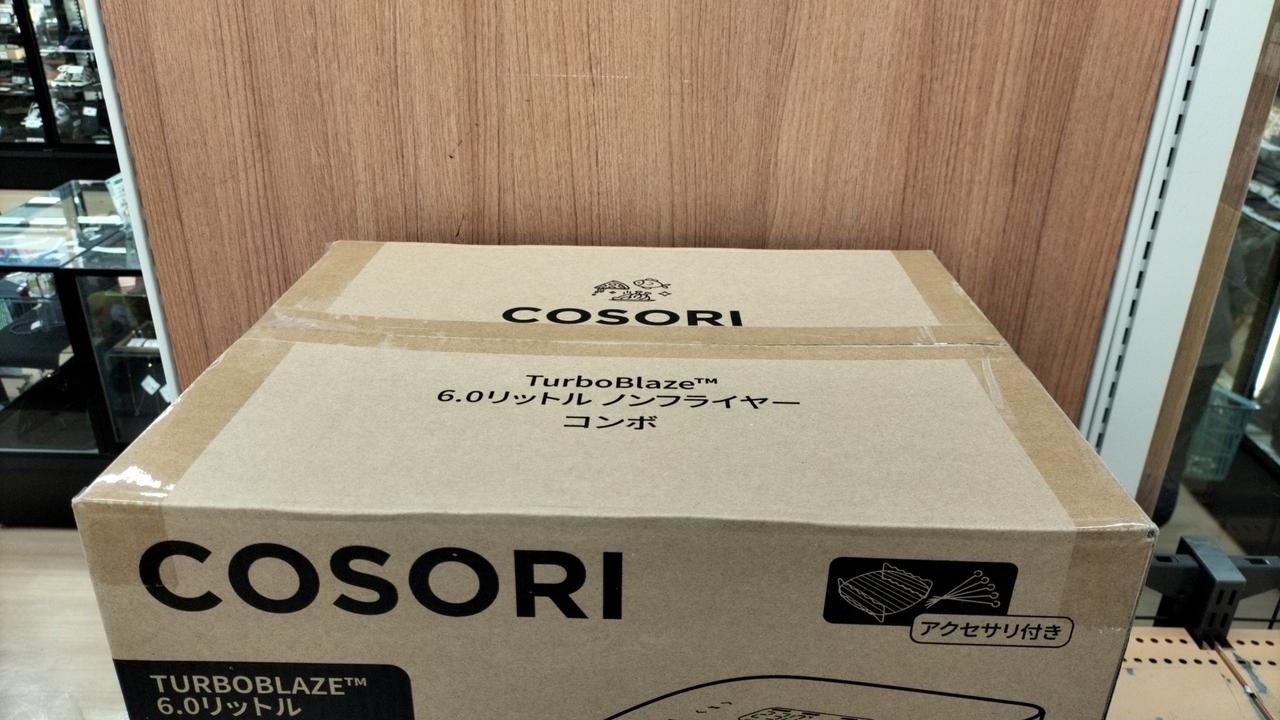 COSORI
TurboBlaze™
6.0リットル ノンフライヤー
コンボ
COSORI
アクセサリ付き
TURBOBLAZE™
6.0リットル